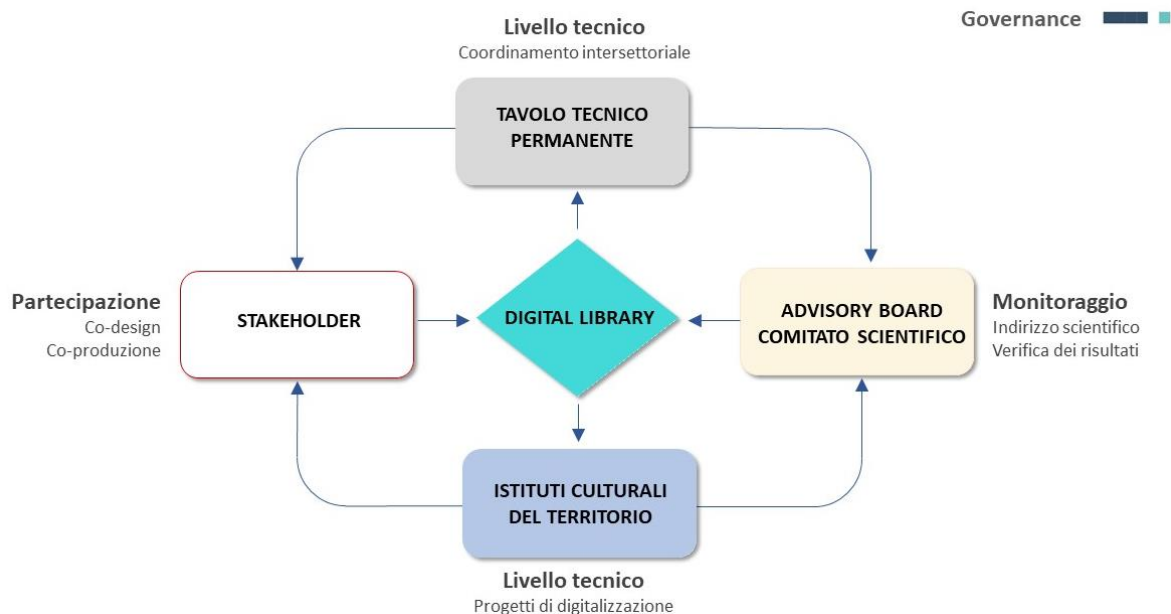 Governance
Livello tecnico
Coordinamento intersettoriale
TAVOLO TECNICO
PERMANENTE
Partecipazione
Co-design
Co-produzione
STAKEHOLDER
DIGITAL LIBRARY
ADVISORY BOARD
COMITATO SCIENTIFICO
Monitoraggio
Indirizzo scientifico
Verifica dei risultati
ISTITUTI CULTURALI
DEL TERRITORIO
Livello tecnico
Progetti di digitalizzazione